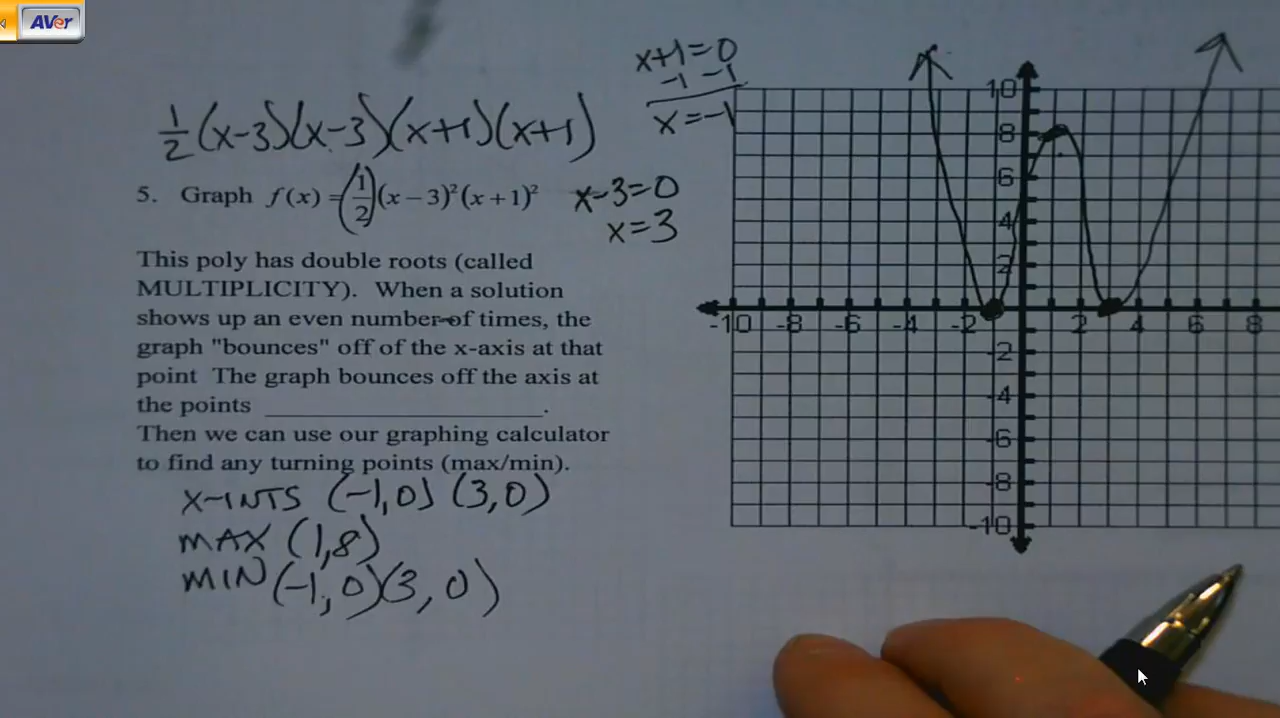 AVer
x+1=0
-1 -1
x=-1
1/2 (x-3)(x-3)(x+1)(x+1)
5. Graph f(x) = (1/2)(x − 3)²(x + 1)²
x-3=0
x=3
This poly has double roots (called
MULTIPLICITY). When a solution
shows up an even number of times, the
graph "bounces" off of the x-axis at that
point The graph bounces off the axis at
the points ____________________.
Then we can use our graphing calculator
to find any turning points (max/min).
X-INTS (-1,0) (3,0)
MAX (1,8)
MIN (-1,0)(3,0)
10
8
6
4
2
-10 -8 -6 -4 -2 2 4 6 8
-2
-4
-6
-8
-10